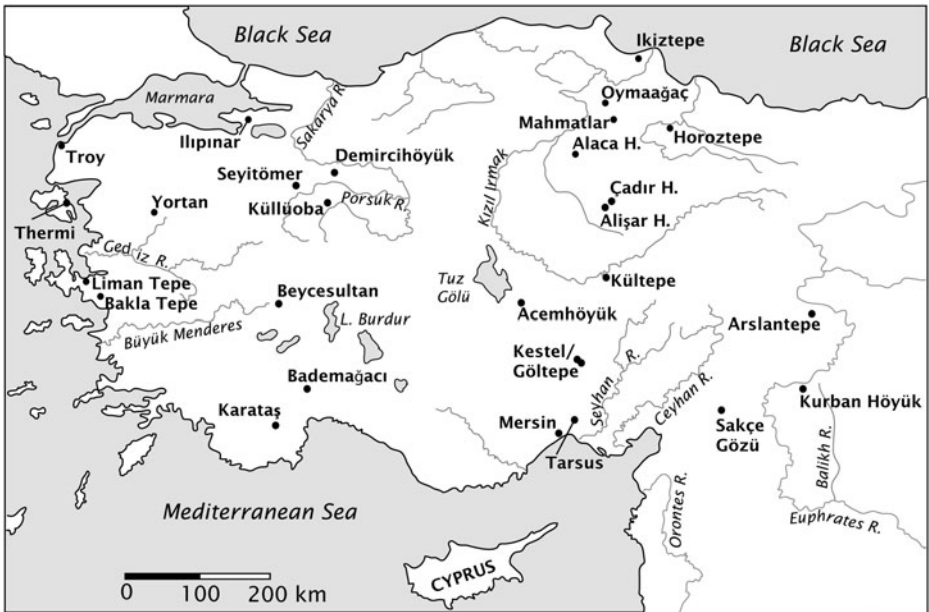 Black Sea
Ikiztepe
Black Sea
Marmara
Sakarya R.
Oymaağaç
Mahmatlar
Horoztepe
Ilıpınar
Alaca H.
Troy
Demircihöyük
Seyitömer
Kızıl Irmak
Çadır H.
Yortan
Küllüoba
Porsuk R.
Alişar H.
Thermi
Ged iz R.
Tuz
Gölü
Kültepe
Liman Tepe
Bakla Tepe
Beycesultan
L. Burdur
Acemhöyük
Arslantepe
Büyük Menderes
Kestel/
Göltepe
Seyhan R.
Ceyhan R.
Bademağacı
Kurban Höyük
Karataş
Mersin
Sakçe
Gözü
Balikh R.
Tarsus
Orontes R.
Euphrates R.
Mediterranean Sea
CYPRUS
0 100 200 km